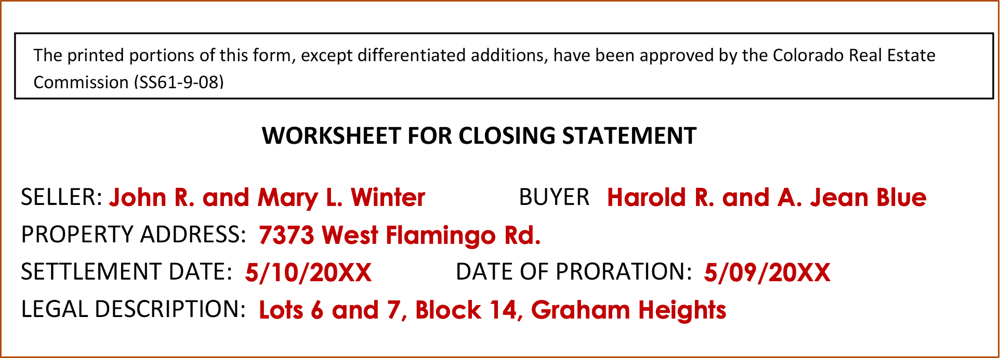 The printed portions of this form, except differentiated additions, have been approved by the Colorado Real Estate
Commission (SS61-9-08)
WORKSHEET FOR CLOSING STATEMENT
SELLER: John R. and Mary L. Winter BUYER Harold R. and A. Jean Blue
PROPERTY ADDRESS: 7373 West Flamingo Rd.
SETTLEMENT DATE: 5/10/20XX DATE OF PRORATION: 5/09/20XX
LEGAL DESCRIPTION: Lots 6 and 7, Block 14, Graham Heights